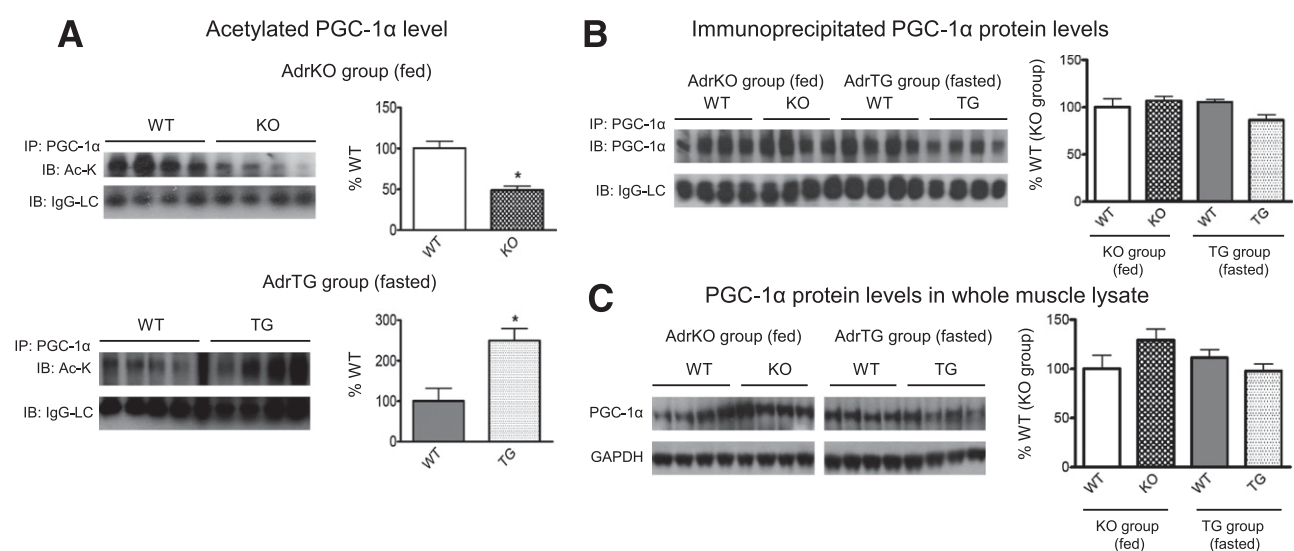 A Acetylated PGC-1α level
AdrKO group (fed)
WT KO
IP: PGC-1α
IB: Ac-K
IB: IgG-LC
150
100
50
0
% WT
*
WT KO
AdrTG group (fasted)
WT TG
IP: PGC-1α
IB: Ac-K
IB: IgG-LC
300
200
100
0
% WT
*
WT TG
B Immunoprecipitated PGC-1α protein levels
AdrKO group (fed) AdrTG group (fasted)
WT KO WT TG
IP: PGC-1α
IB: PGC-1α
IB: IgG-LC
150
100
50
0
% WT (KO group)
WT KO WT TG
KO group TG group
(fed) (fasted)
C PGC-1α protein levels in whole muscle lysate
AdrKO group (fed) AdrTG group (fasted)
WT KO WT TG
PGC-1α
GAPDH
150
100
50
0
% WT (KO group)
WT KO WT TG
KO group TG group
(fed) (fasted)